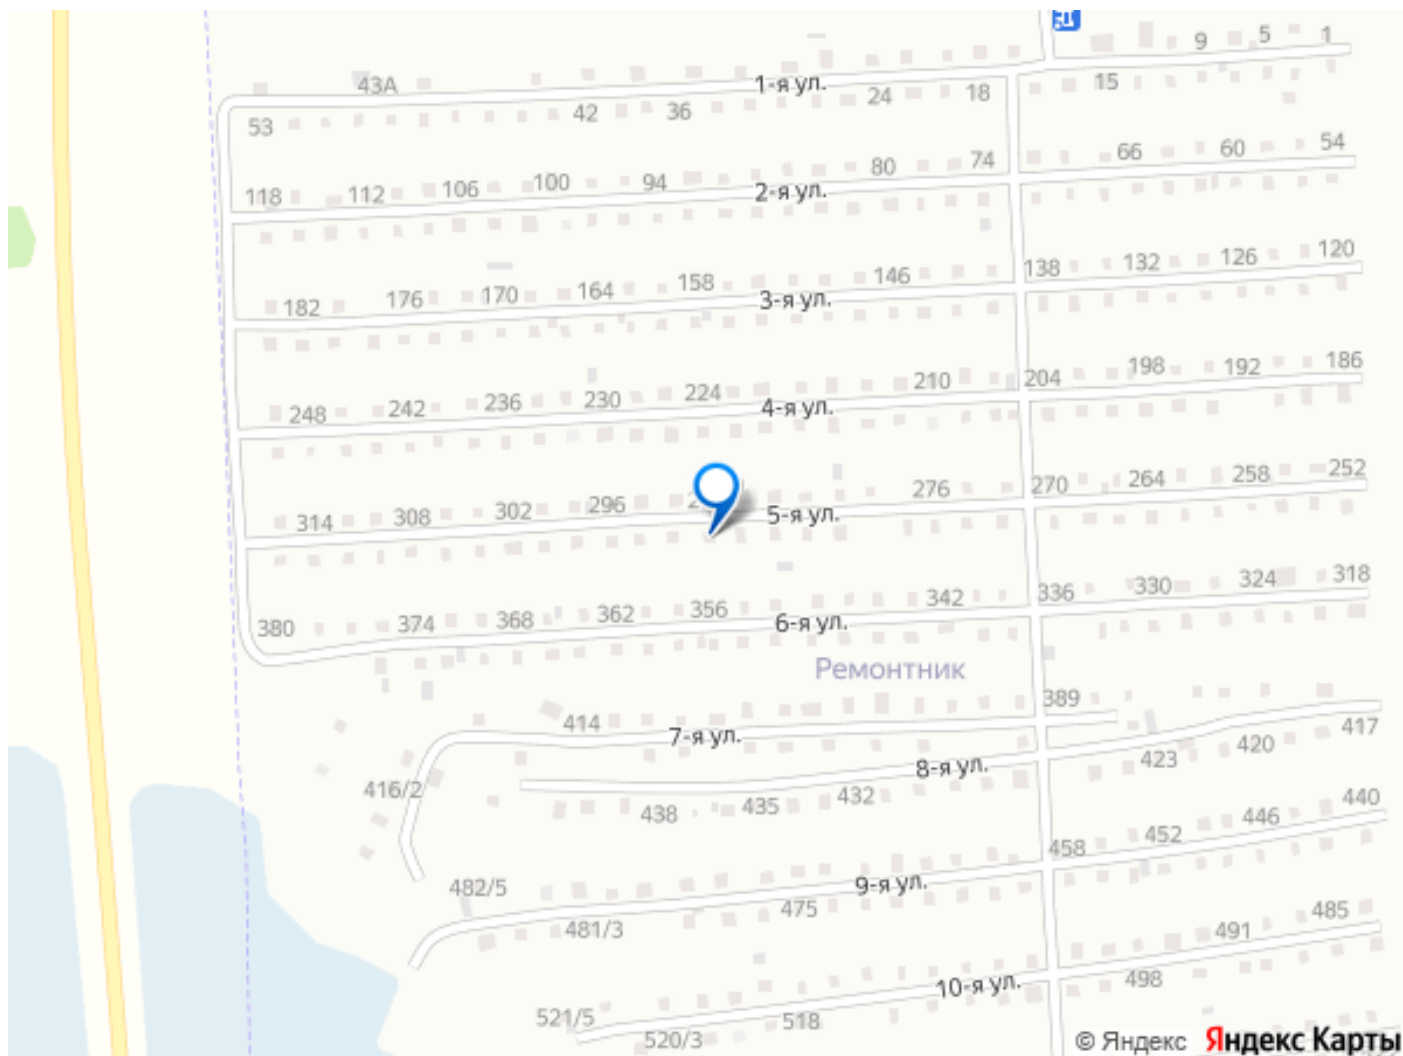 9 5 1
43А 1-я ул. 24 18 15
53 42 36
118 112 106 100 94 2-я ул. 80 74 66 60 54
182 176 170 164 158 3-я ул. 146 138 132 126 120
248 242 236 230 224 4-я ул. 210 204 198 192 186
314 308 302 296 5-я ул. 276 270 264 258 252
380 374 368 362 356 6-я ул. 342 336 330 324 318
Ремонтник
414 7-я ул. 389
416/2 8-я ул. 423 420 417
438 435 432
482/5 9-я ул. 458 452 446 440
481/3 475
10-я ул. 498 491 485
521/5 520/3 518
© Яндекс Яндекс Карты